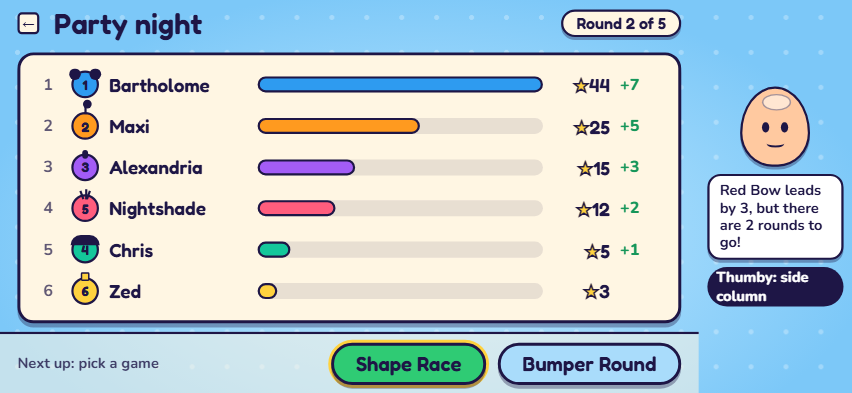 ← Party night
Round 2 of 5
1 1 Bartholome ★44 +7
2 2 Maxi ★25 +5
3 3 Alexandria ★15 +3
4 5 Nightshade ★12 +2
5 4 Chris ★5 +1
6 6 Zed ★3
Red Bow leads
by 3, but there
are 2 rounds to
go!
Thumby: side
column
Next up: pick a game
Shape Race
Bumper Round